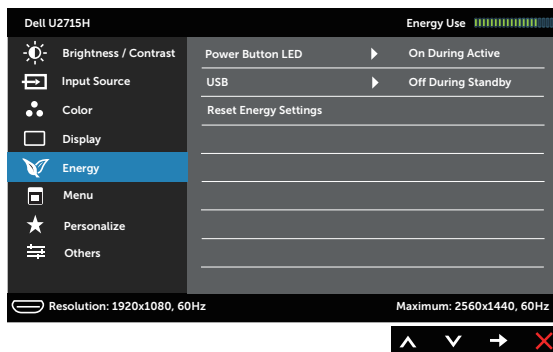 Dell U2715H Energy Use
Brightness / Contrast Power Button LED On During Active
Input Source USB Off During Standby
Color Reset Energy Settings
Display
Energy
Menu
Personalize
Others
Resolution: 1920x1080, 60Hz Maximum: 2560x1440, 60Hz